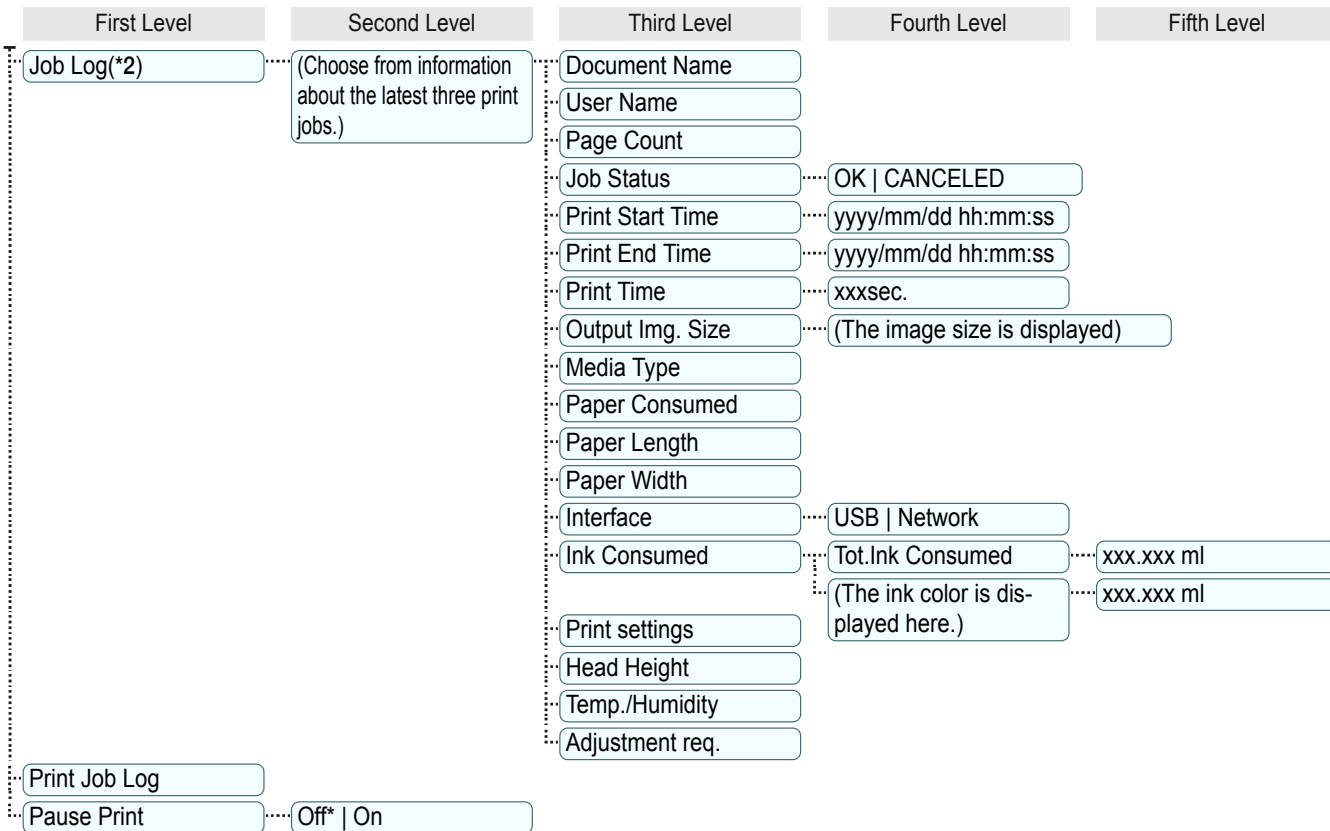 First Level Second Level Third Level Fourth Level Fifth Level
Job Log(*2) (Choose from information Document Name
about the latest three print
jobs.)
User Name
Page Count
Job Status OK | CANCELED
Print Start Time yyyy/mm/dd hh:mm:ss
Print End Time yyyy/mm/dd hh:mm:ss
Print Time xxxsec.
Output Img. Size (The image size is displayed)
Media Type
Paper Consumed
Paper Length
Paper Width
Interface USB | Network
Ink Consumed Tot.Ink Consumed xxx.xxx ml
(The ink color is dis- xxx.xxx ml
played here.)
Print settings
Head Height
Temp./Humidity
Adjustment req.
Print Job Log
Pause Print Off* | On